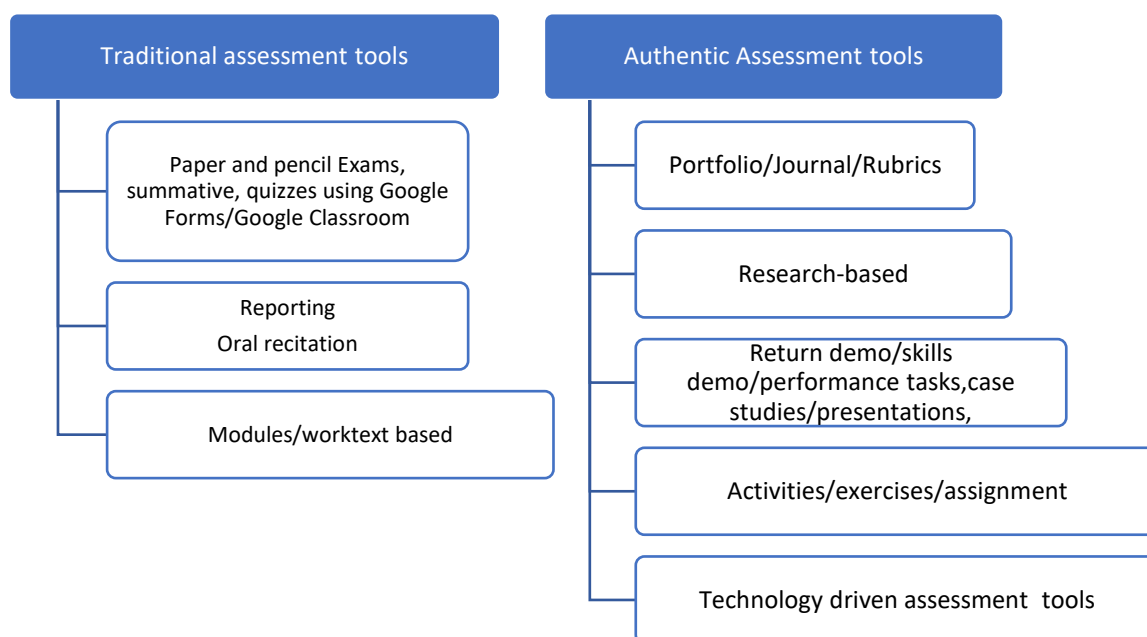 Traditional assessment tools
Paper and pencil Exams,
summative, quizzes using Google
Forms/Google Classroom
Reporting
Oral recitation
Modules/worktext based
Authentic Assessment tools
Portfolio/Journal/Rubrics
Research-based
Return demo/skills
demo/performance tasks,case
studies/presentations,
Activities/exercises/assignment
Technology driven assessment  tools